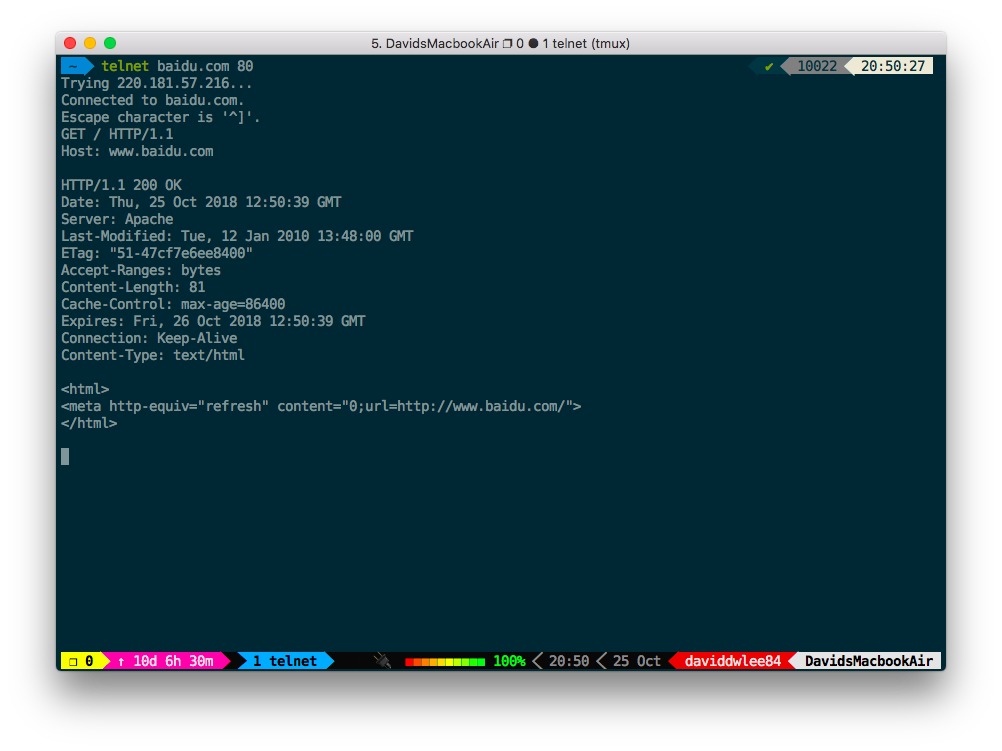 5. DavidsMacbookAir ❐ 0 ● 1 telnet (tmux)
~ telnet baidu.com 80 ✔ 10022 20:50:27
Trying 220.181.57.216...
Connected to baidu.com.
Escape character is '^]'.
GET / HTTP/1.1
Host: www.baidu.com

HTTP/1.1 200 OK
Date: Thu, 25 Oct 2018 12:50:39 GMT
Server: Apache
Last-Modified: Tue, 12 Jan 2010 13:48:00 GMT
ETag: "51-47cf7e6ee8400"
Accept-Ranges: bytes
Content-Length: 81
Cache-Control: max-age=86400
Expires: Fri, 26 Oct 2018 12:50:39 GMT
Connection: Keep-Alive
Content-Type: text/html

<html>
<meta http-equiv="refresh" content="0;url=http://www.baidu.com/">
</html>

❐ 0 ↑ 10d 6h 30m 1 telnet 100% 20:50 25 Oct daviddwlee84 DavidsMacbookAir